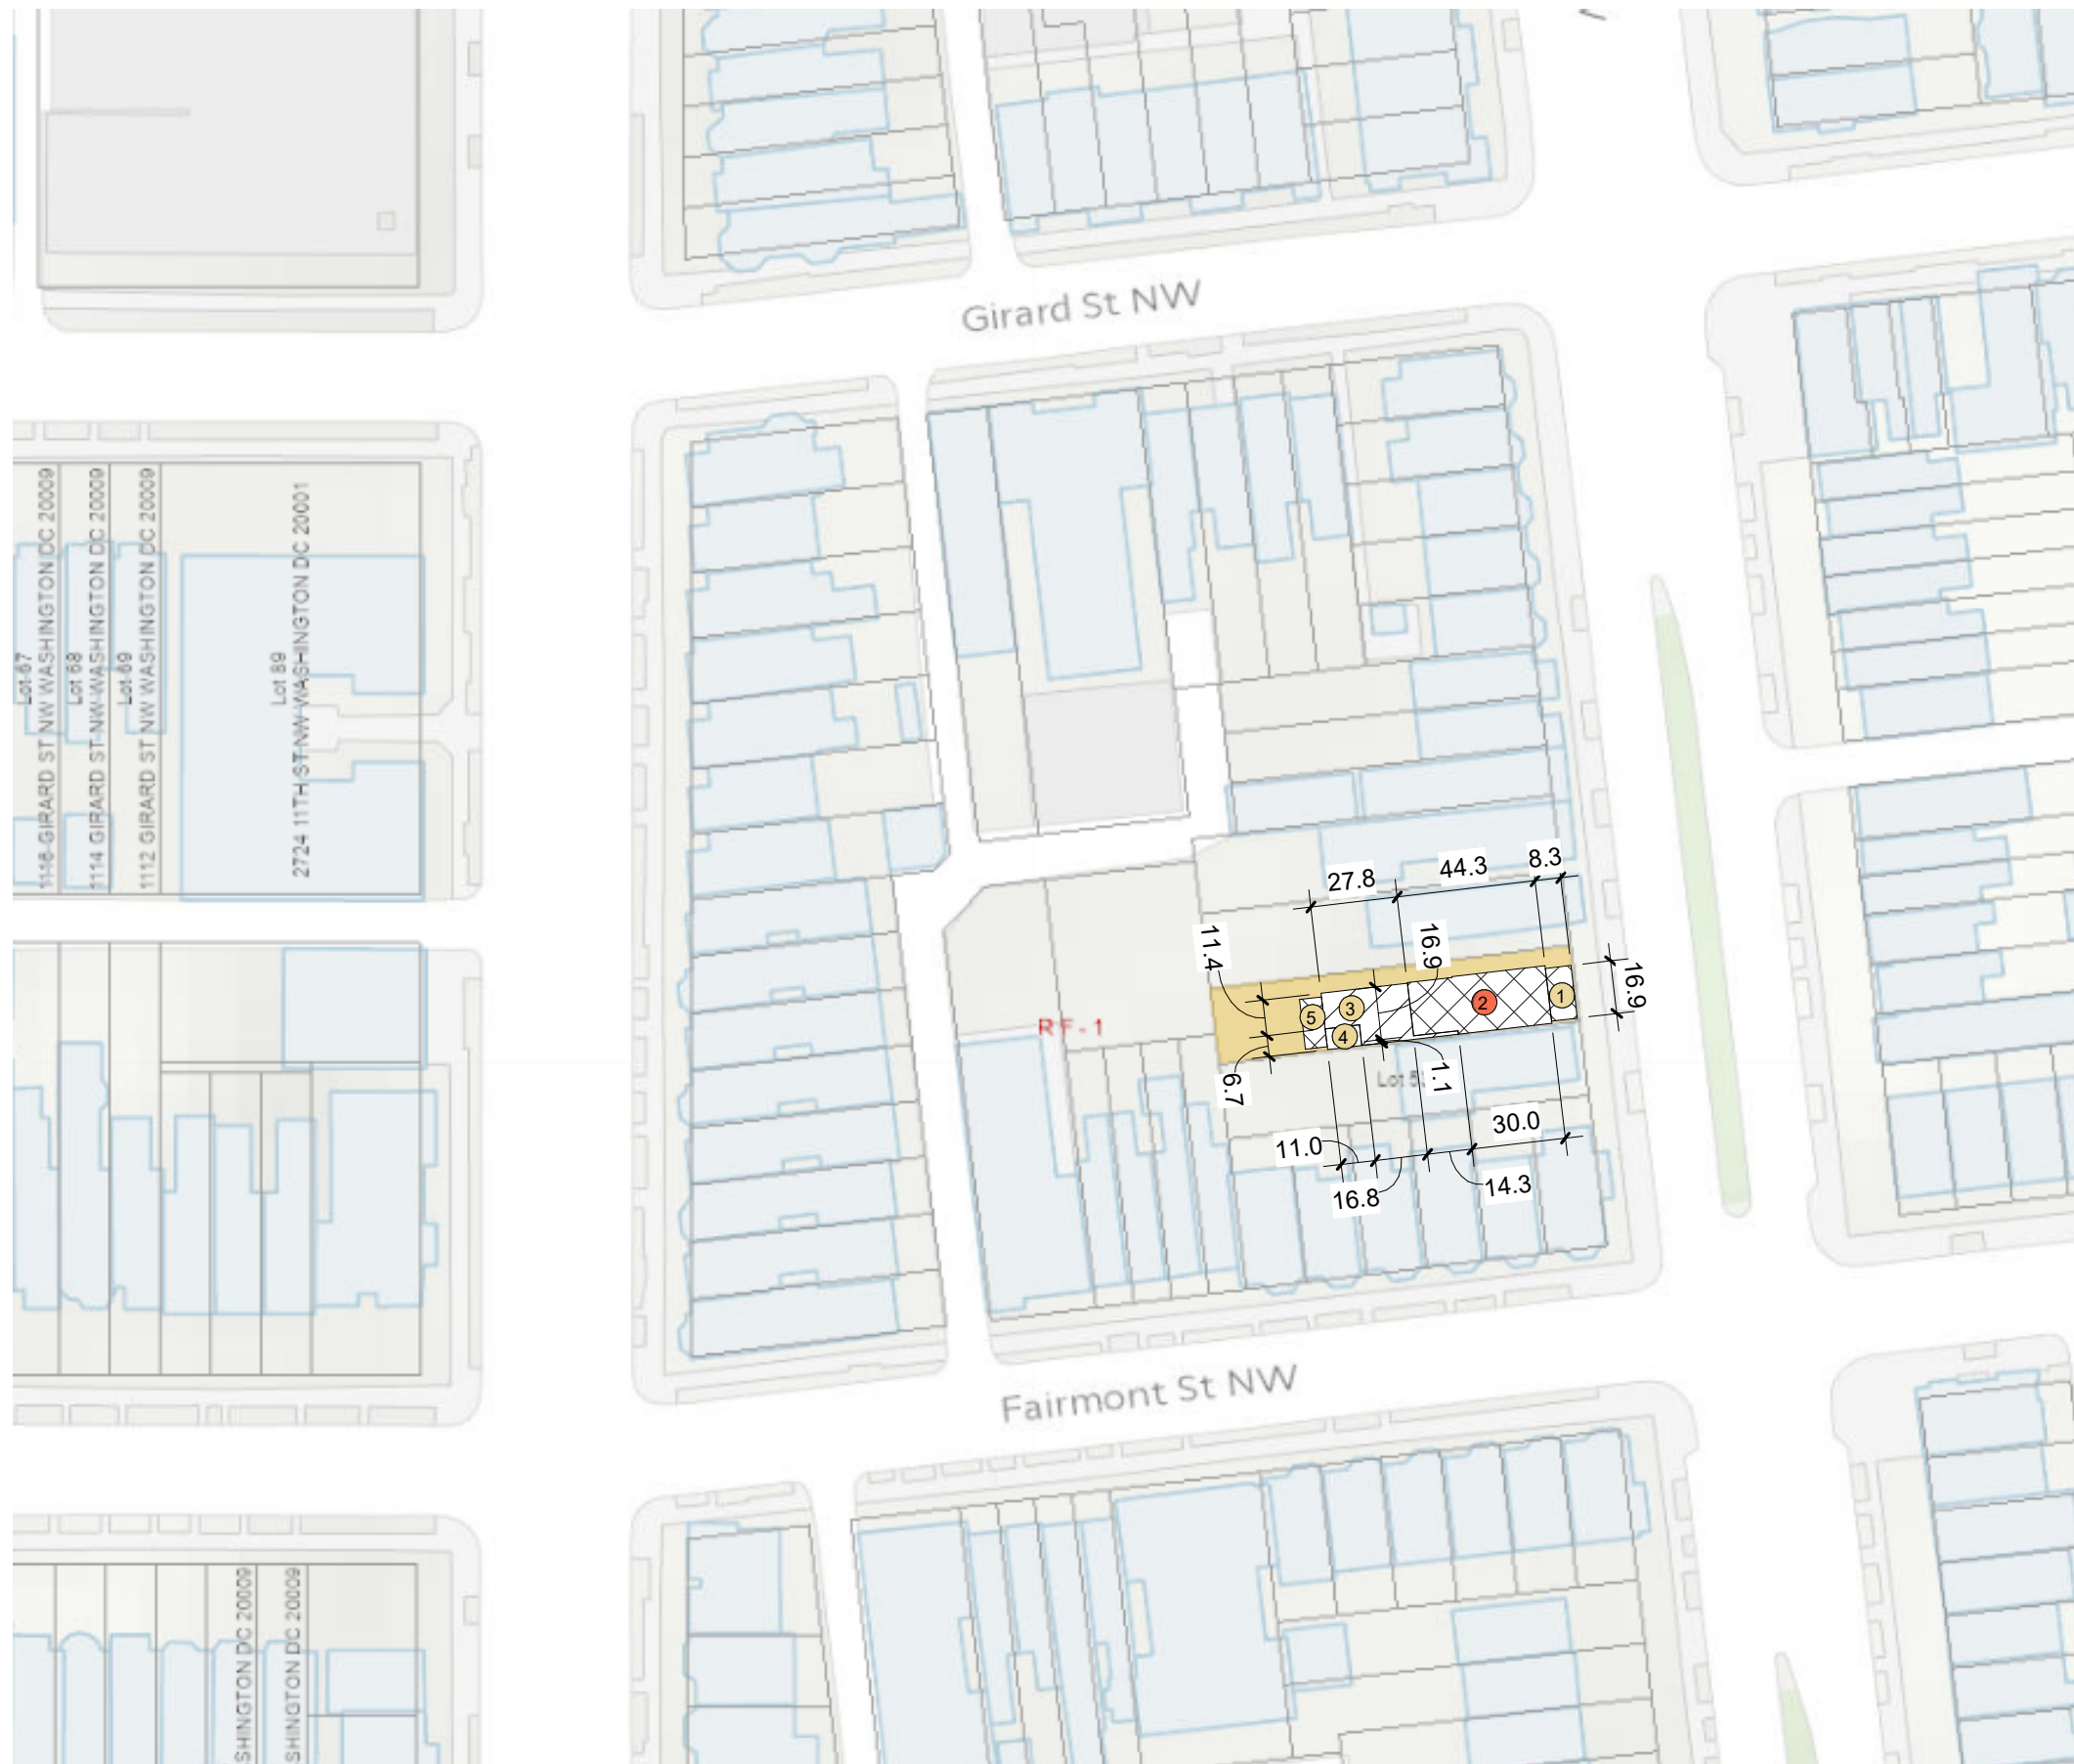 Girard St NW
Lot 67
1116 GIRARD ST NW WASHINGTON DC 20009
Lot 68
1114 GIRARD ST NW WASHINGTON DC 20009
Lot 69
1112 GIRARD ST NW WASHINGTON DC 20009
Lot 89
2724 11TH ST NW WASHINGTON DC 20001
27.8
44.3
8.3
11.4
16.9
16.9
RF-1
5
3
4
2
1
6.7
Lot
1.1
11.0
30.0
16.8
14.3
Fairmont St NW
SHINGTON DC 20009
SHINGTON DC 20009